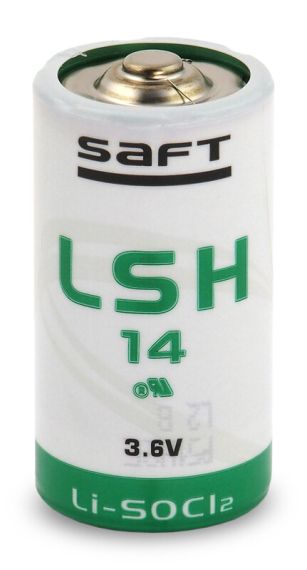 SAFT
LSH
14
3.6V
Li-SOCl₂